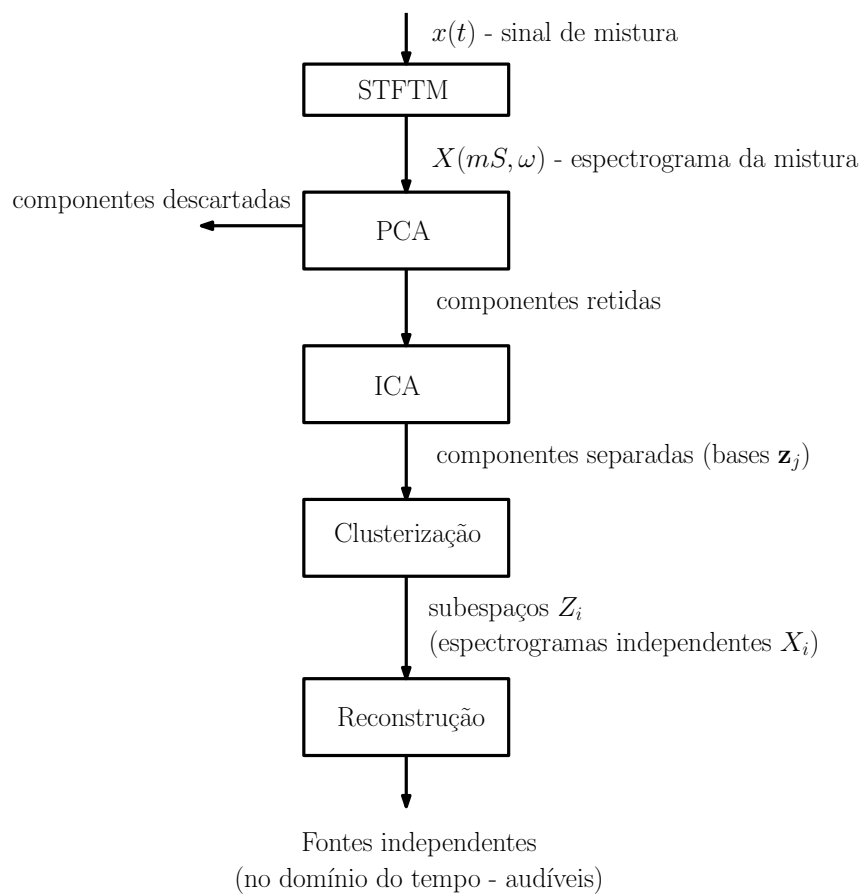 x(t) - sinal de mistura
STFTM
X(mS, ω) - espectrograma da mistura
componentes descartadas
PCA
componentes retidas
ICA
componentes separadas (bases z_j)
Clusterização
subespaços Z_i
(espectrogramas independentes X_i)
Reconstrução
Fontes independentes
(no domínio do tempo - audíveis)